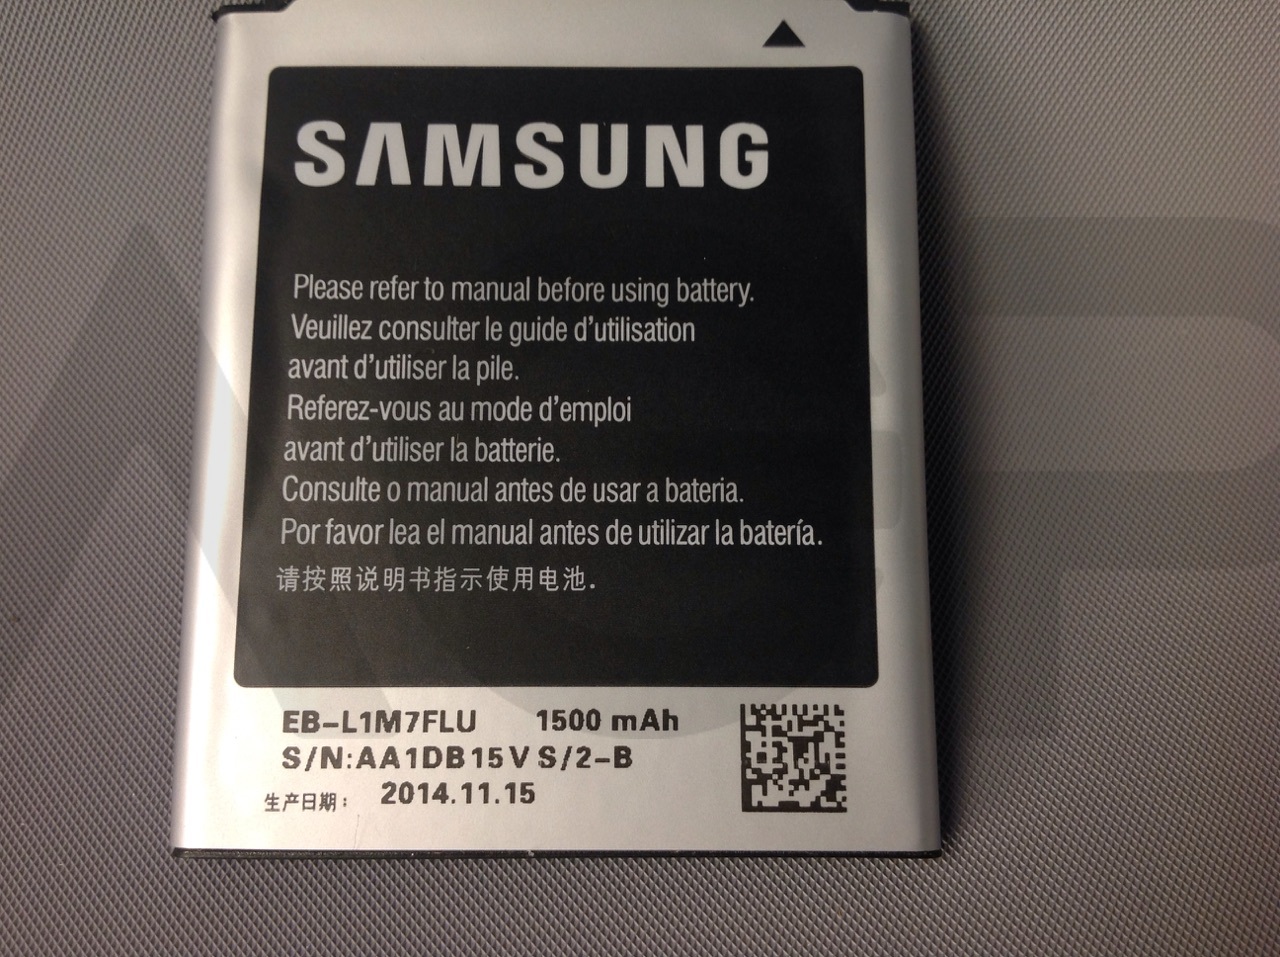 SAMSUNG
Please refer to manual before using battery.
Veuillez consulter le guide d'utilisation
avant d'utiliser la pile.
Referez-vous au mode d'emploi
avant d'utiliser la batterie.
Consulte o manual antes de usar a bateria.
Por favor lea el manual antes de utilizar la batería.
请按照说明书指示使用电池.
EB-L1M7FLU 1500 mAh
S/N:AA1DB15V S/2-B
生产日期: 2014.11.15